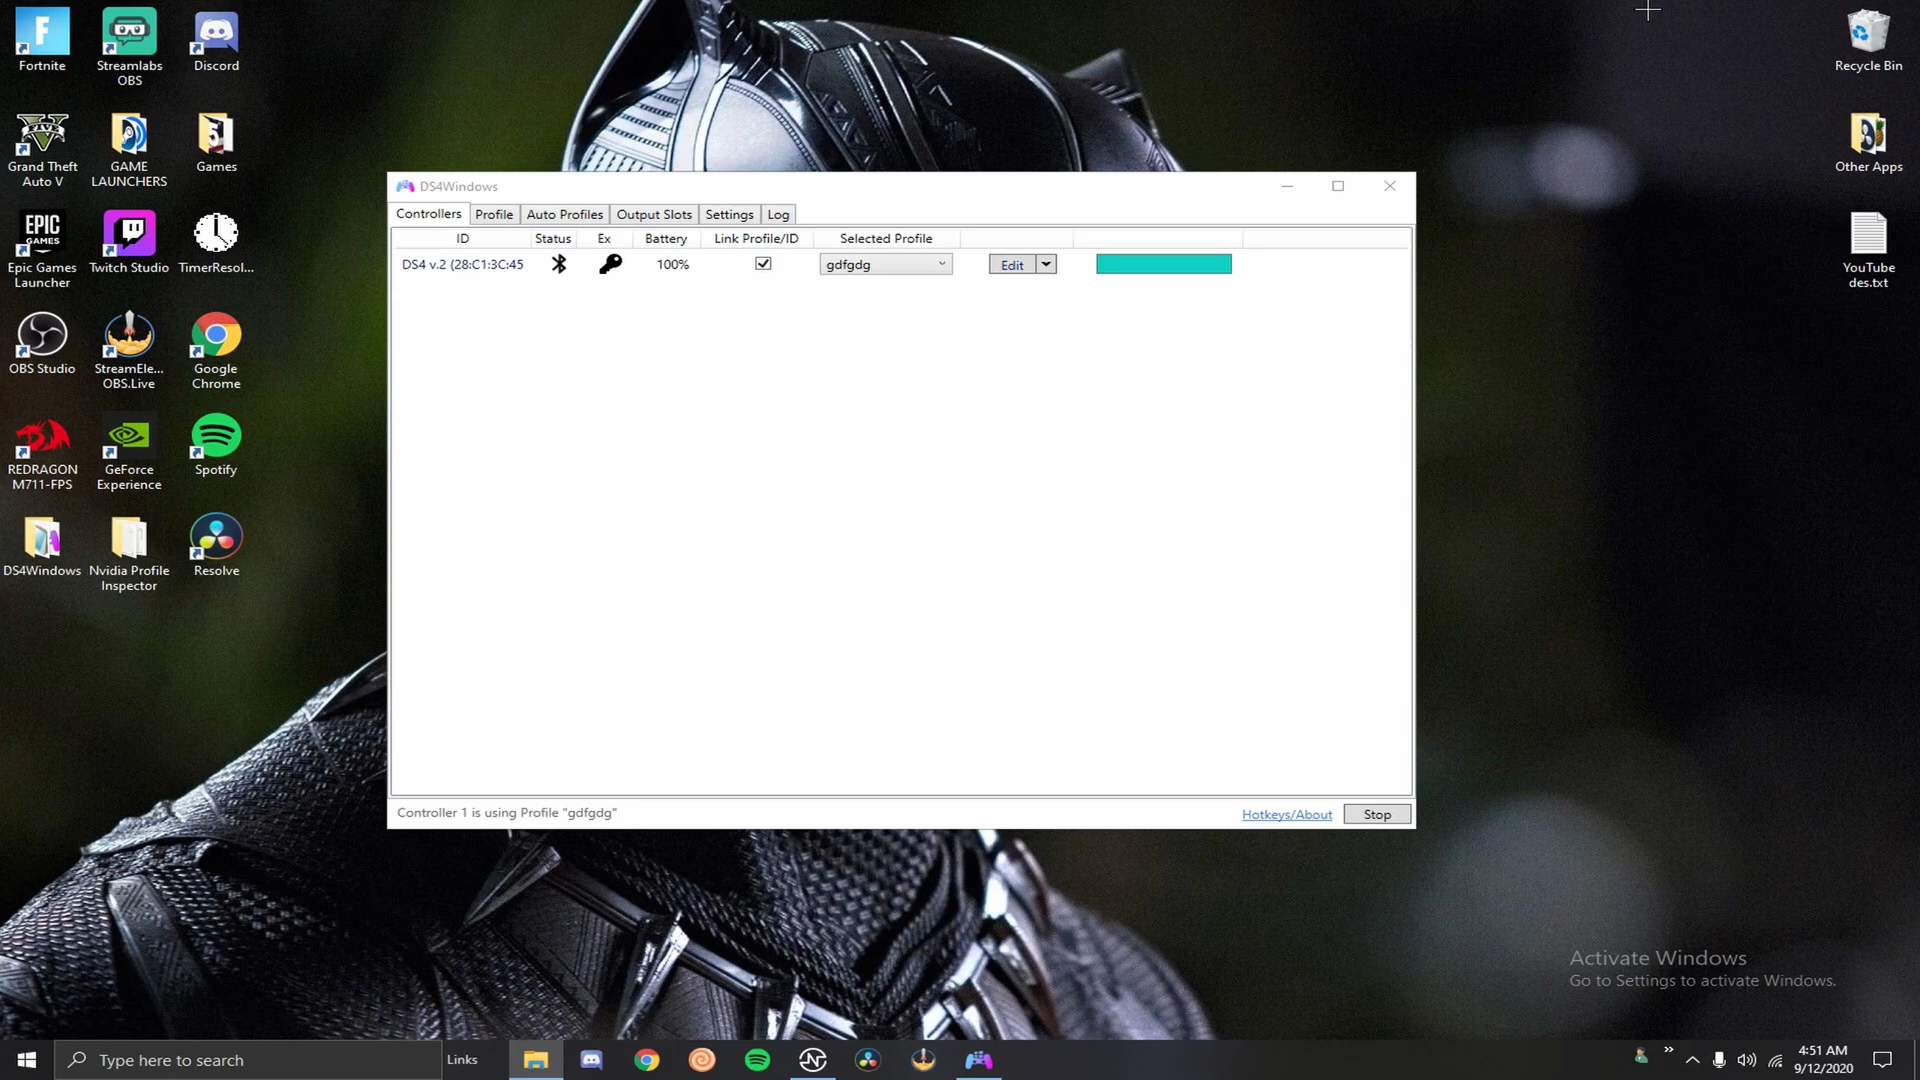 Fortnite
Streamlabs
OBS
Discord
Recycle Bin
Grand Theft
Auto V
GAME
LAUNCHERS
Games
Other Apps
FIVE
EPIC
GAMES
Epic Games
Launcher
Twitch Studio
TimerResol...
YouTube
des.txt
OBS Studio
StreamEle...
OBS.Live
Google
Chrome
REDRAGON
M711-FPS
GeForce
Experience
Spotify
DS4Windows
Nvidia Profile
Inspector
Resolve
DS4Windows
Controllers Profile Auto Profiles Output Slots Settings Log
ID Status Ex Battery Link Profile/ID Selected Profile
DS4 v.2 (28:C1:3C:45 100% gdfgdg Edit
Controller 1 is using Profile "gdfgdg"
Hotkeys/About Stop
Activate Windows
Go to Settings to activate Windows.
Type here to search
Links
4:51 AM
9/12/2020